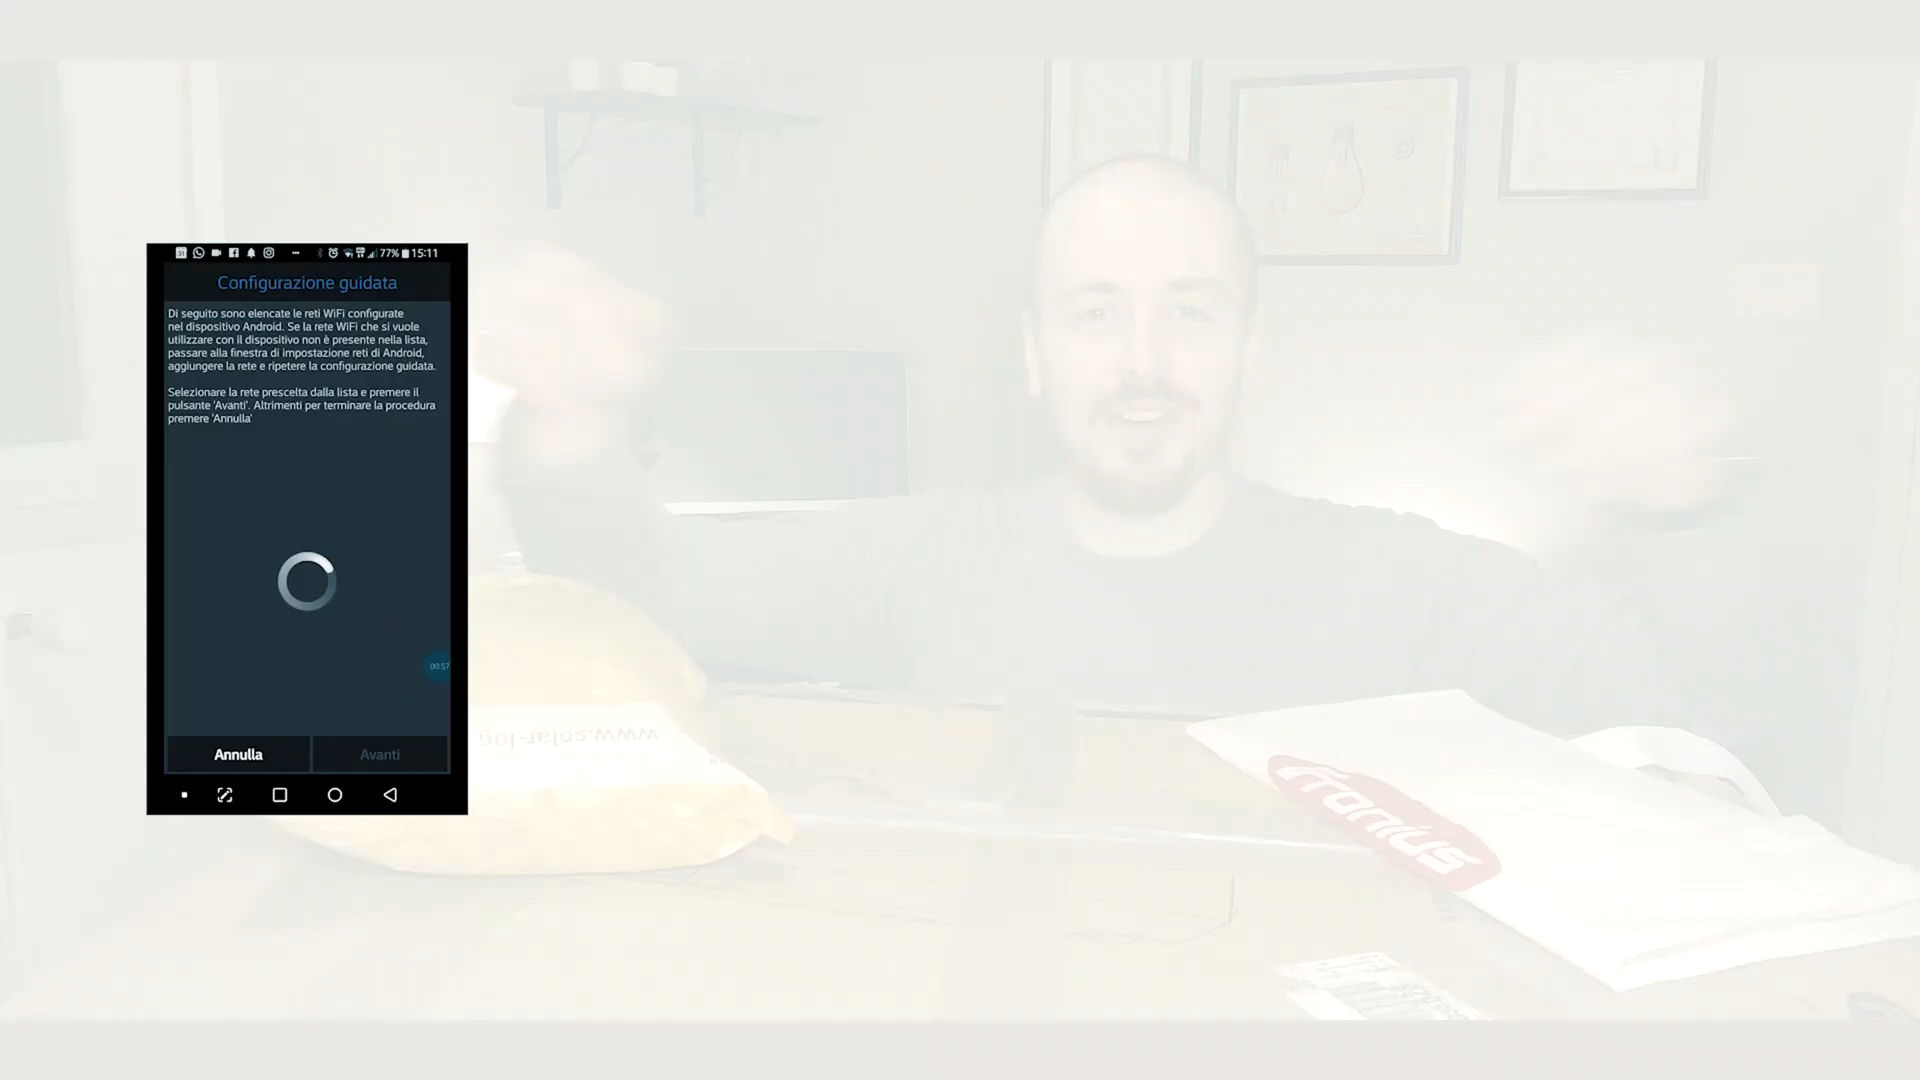 77% 15:11
Configurazione guidata
Di seguito sono elencate le reti WiFi configurate
nel dispositivo Android. Se la rete WiFi che si vuole
utilizzare con il dispositivo non è presente nella lista,
passare alla finestra di impostazione reti di Android,
aggiungere la rete e ripetere la configurazione guidata.
Selezionare la rete prescelta dalla lista e premere il
pulsante 'Avanti'. Altrimenti per terminare la procedura
premere 'Annulla'
00:57
Annulla Avanti
www.solar-log.
Fronius